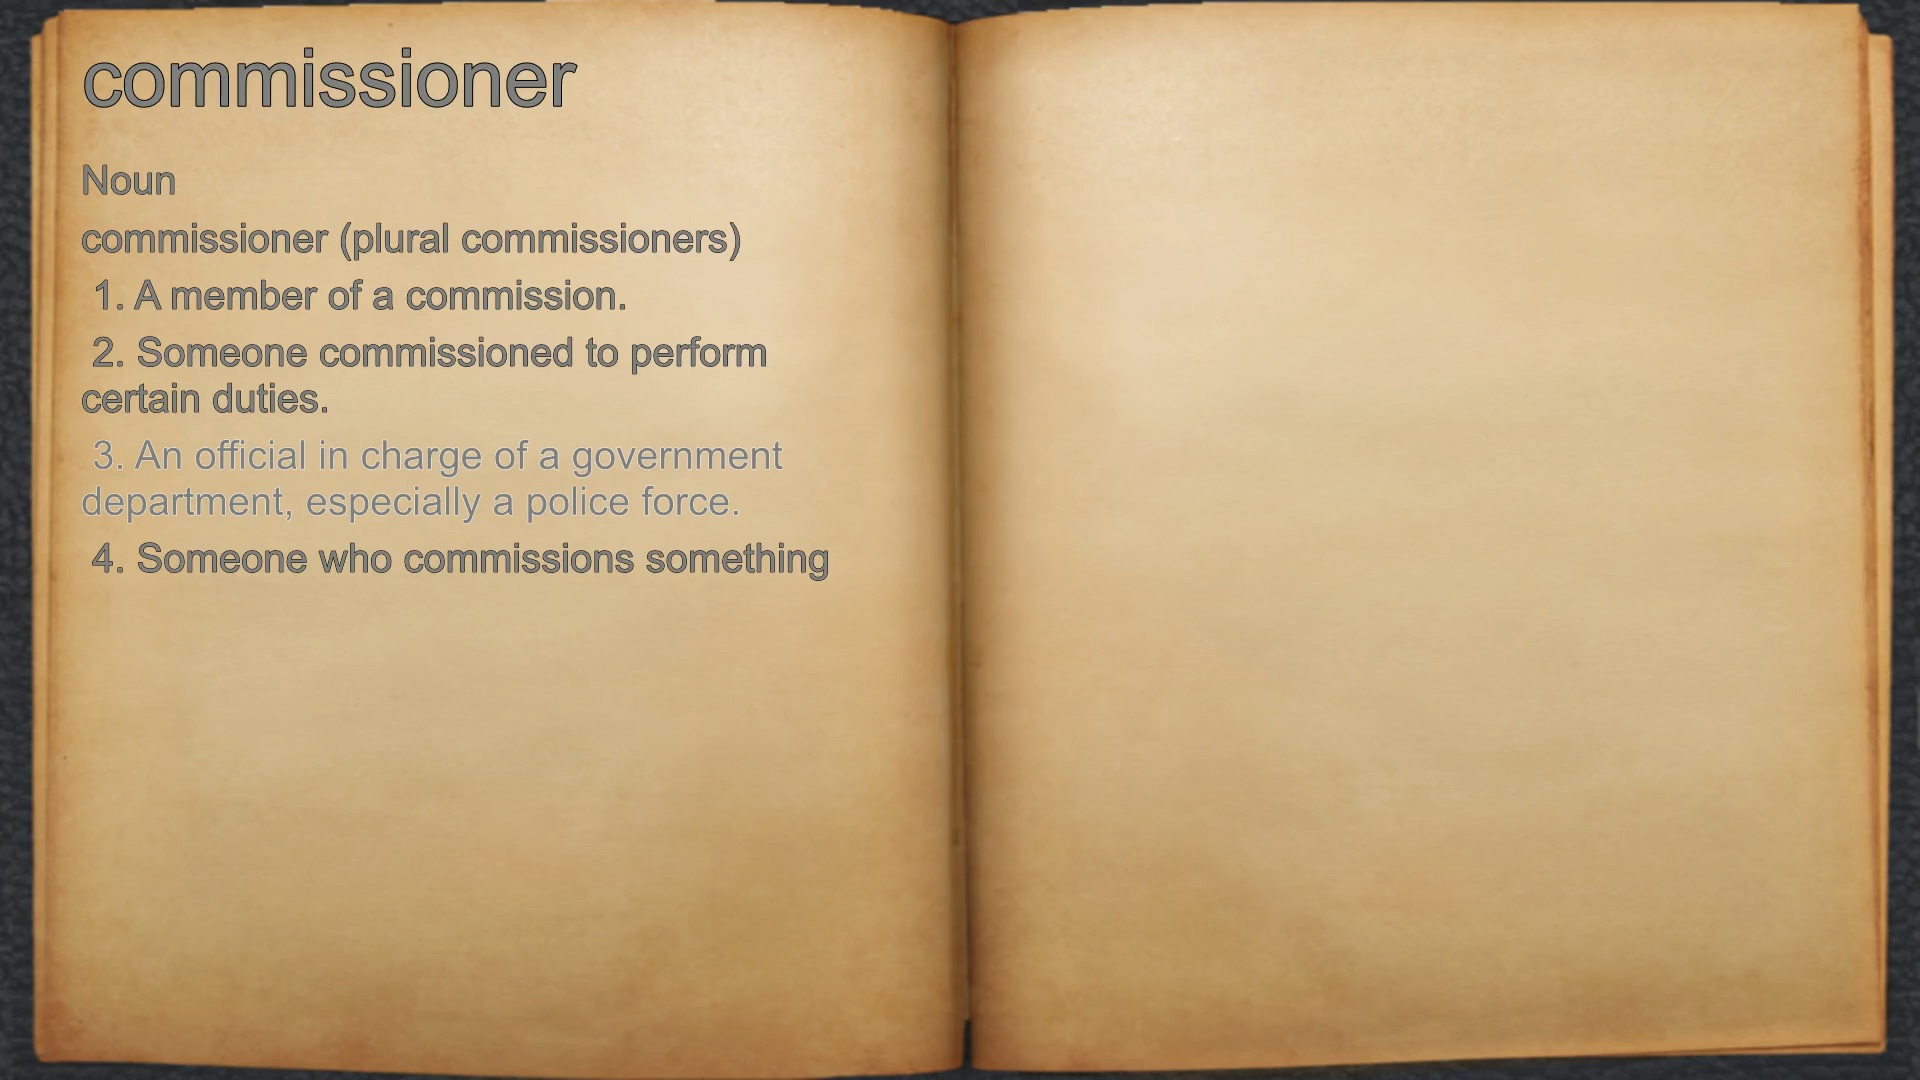 commissioner
Noun
commissioner (plural commissioners)
1. A member of a commission.
2. Someone commissioned to perform
certain duties.
3. An official in charge of a government
department, especially a police force.
4. Someone who commissions something